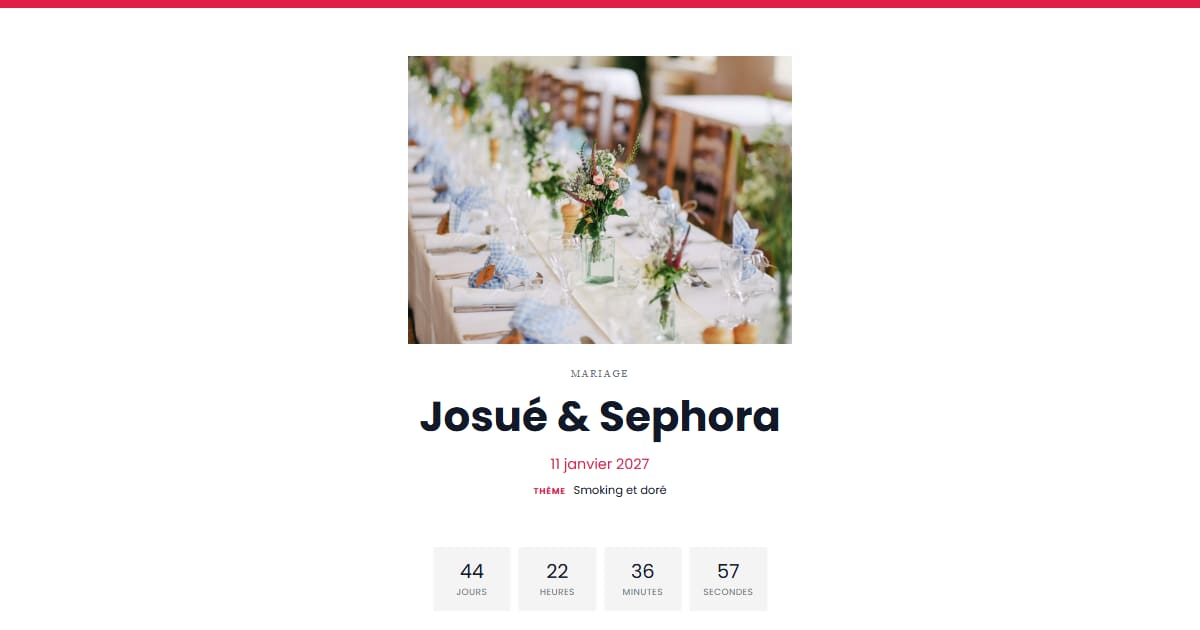 MARIAGE
Josué & Sephora
11 janvier 2027
THÈME Smoking et doré
44 22 36 57
JOURS HEURES MINUTES SECONDES